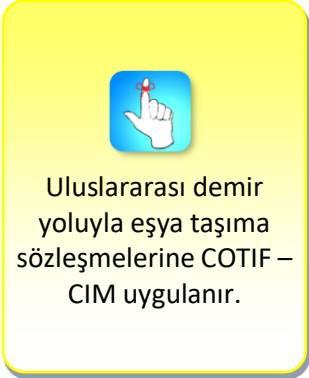 Uluslararası demir
yoluyla eşya taşıma
sözleşmelerine COTIF –
CIM uygulanır.